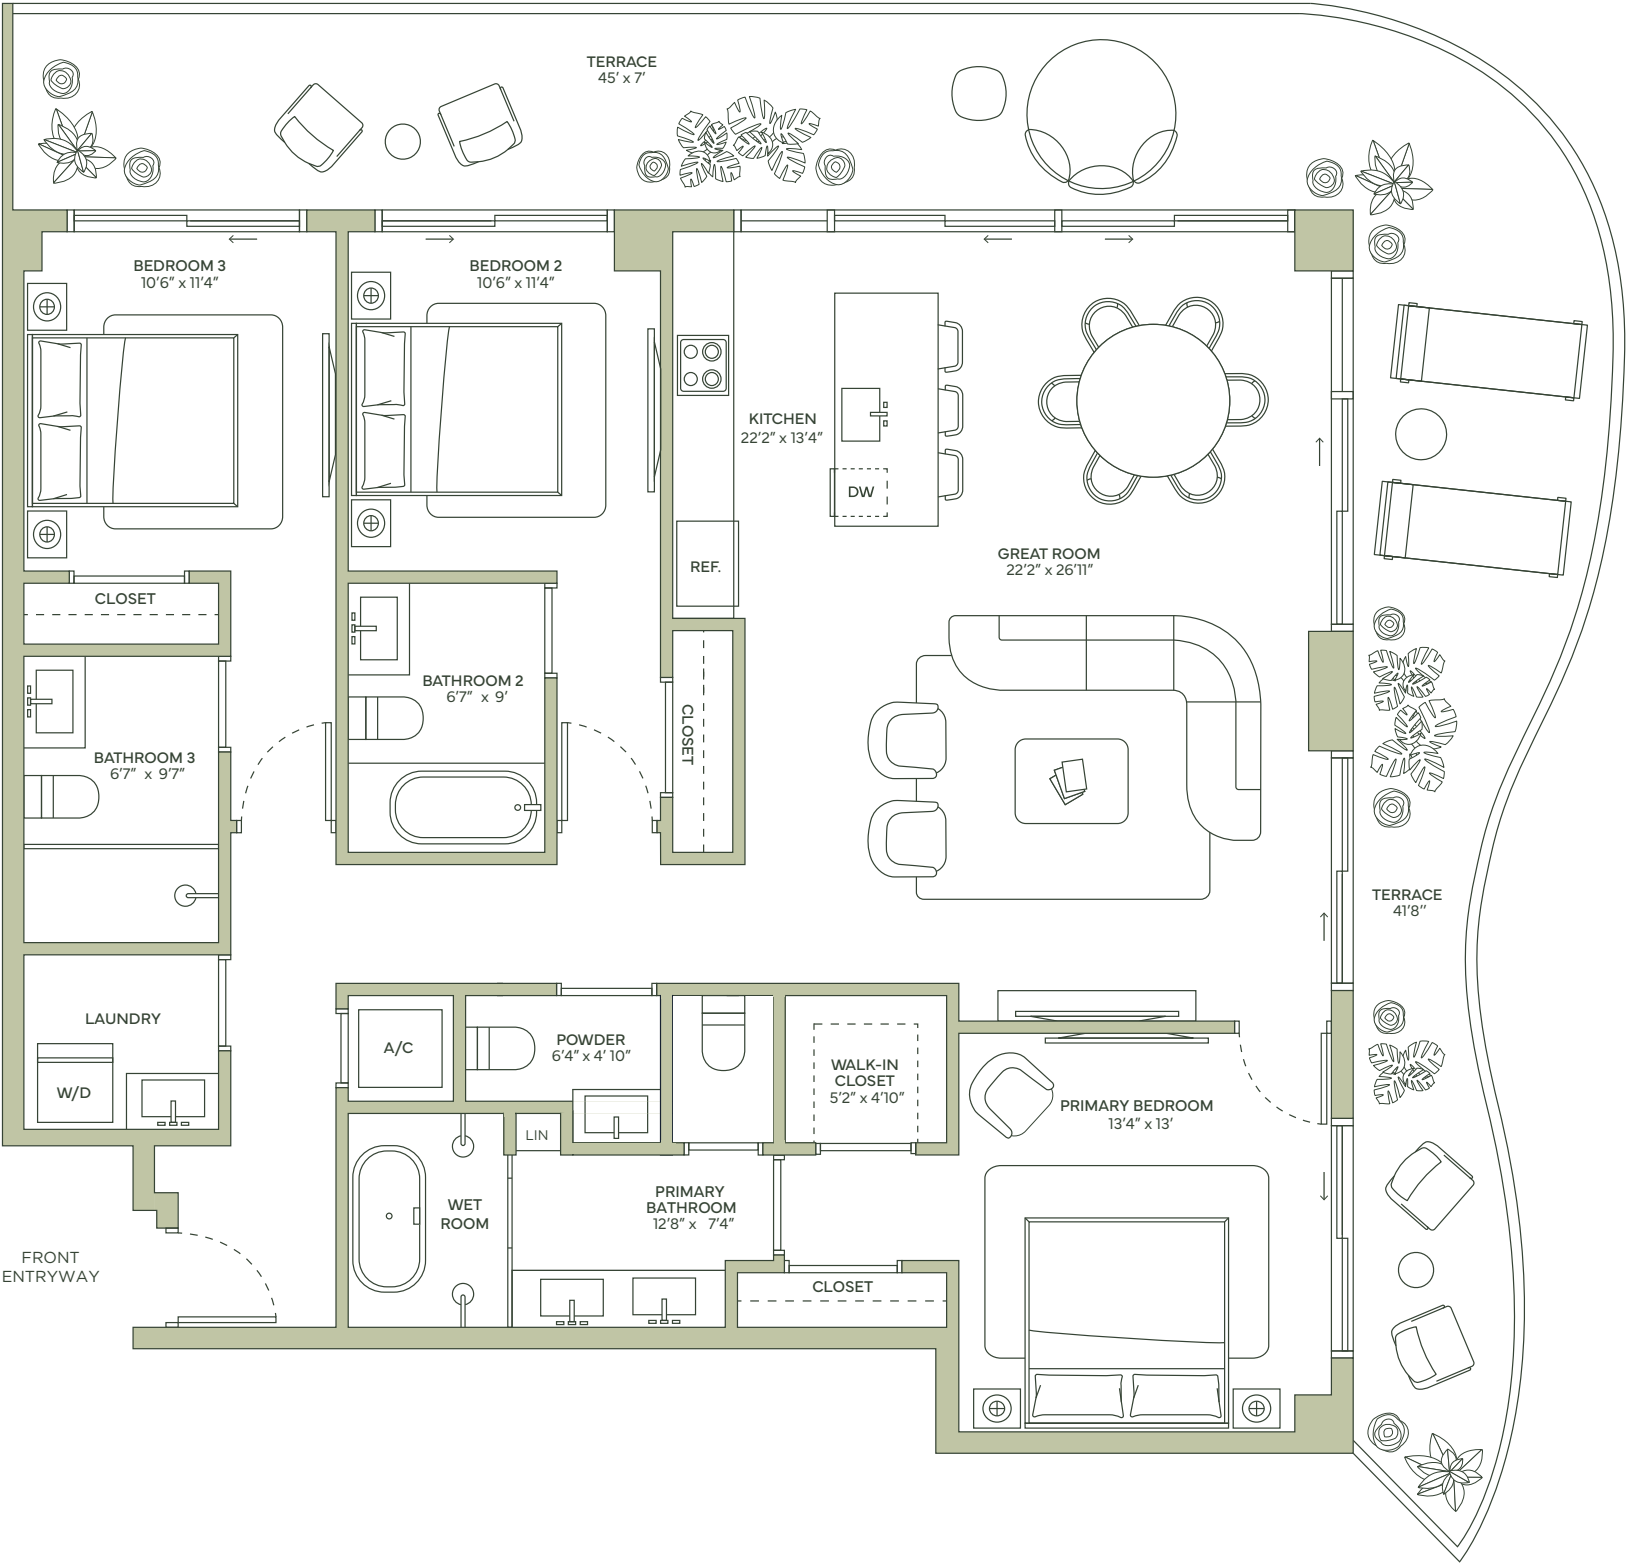 TERRACE
45’ x 7’
BEDROOM 3
10’6” x 11’4”
BEDROOM 2
10’6” x 11’4”
KITCHEN
22’2” x 13’4”
DW
REF.
GREAT ROOM
22’2” x 26’11”
CLOSET
BATHROOM 2
6’7” x 9’
CLOSET
BATHROOM 3
6’7” x 9’7”
TERRACE
41’8’’
LAUNDRY
W/D
A/C
POWDER
6’4” x 4’ 10”
WALK-IN
CLOSET
5’2” x 4’10”
PRIMARY BEDROOM
13’4” x 13’
LIN
WET
ROOM
PRIMARY
BATHROOM
12’8” x 7’4”
FRONT
ENTRYWAY
CLOSET